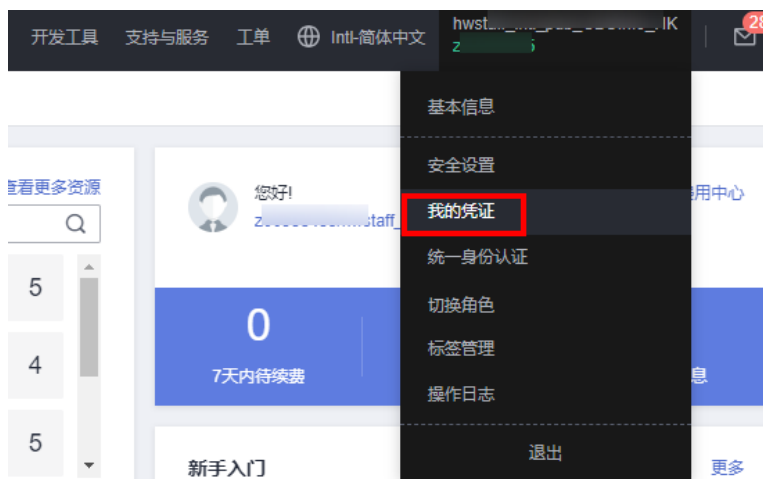 开发工具 支持与服务 工单 Intl-简体中文
28
基本信息
安全设置
查看更多资源
您好!
我的凭证
用中心
统一身份认证
5
切换角色
0
标签管理
4
7天内待续费
息
操作日志
5
退出
新手入门
更多